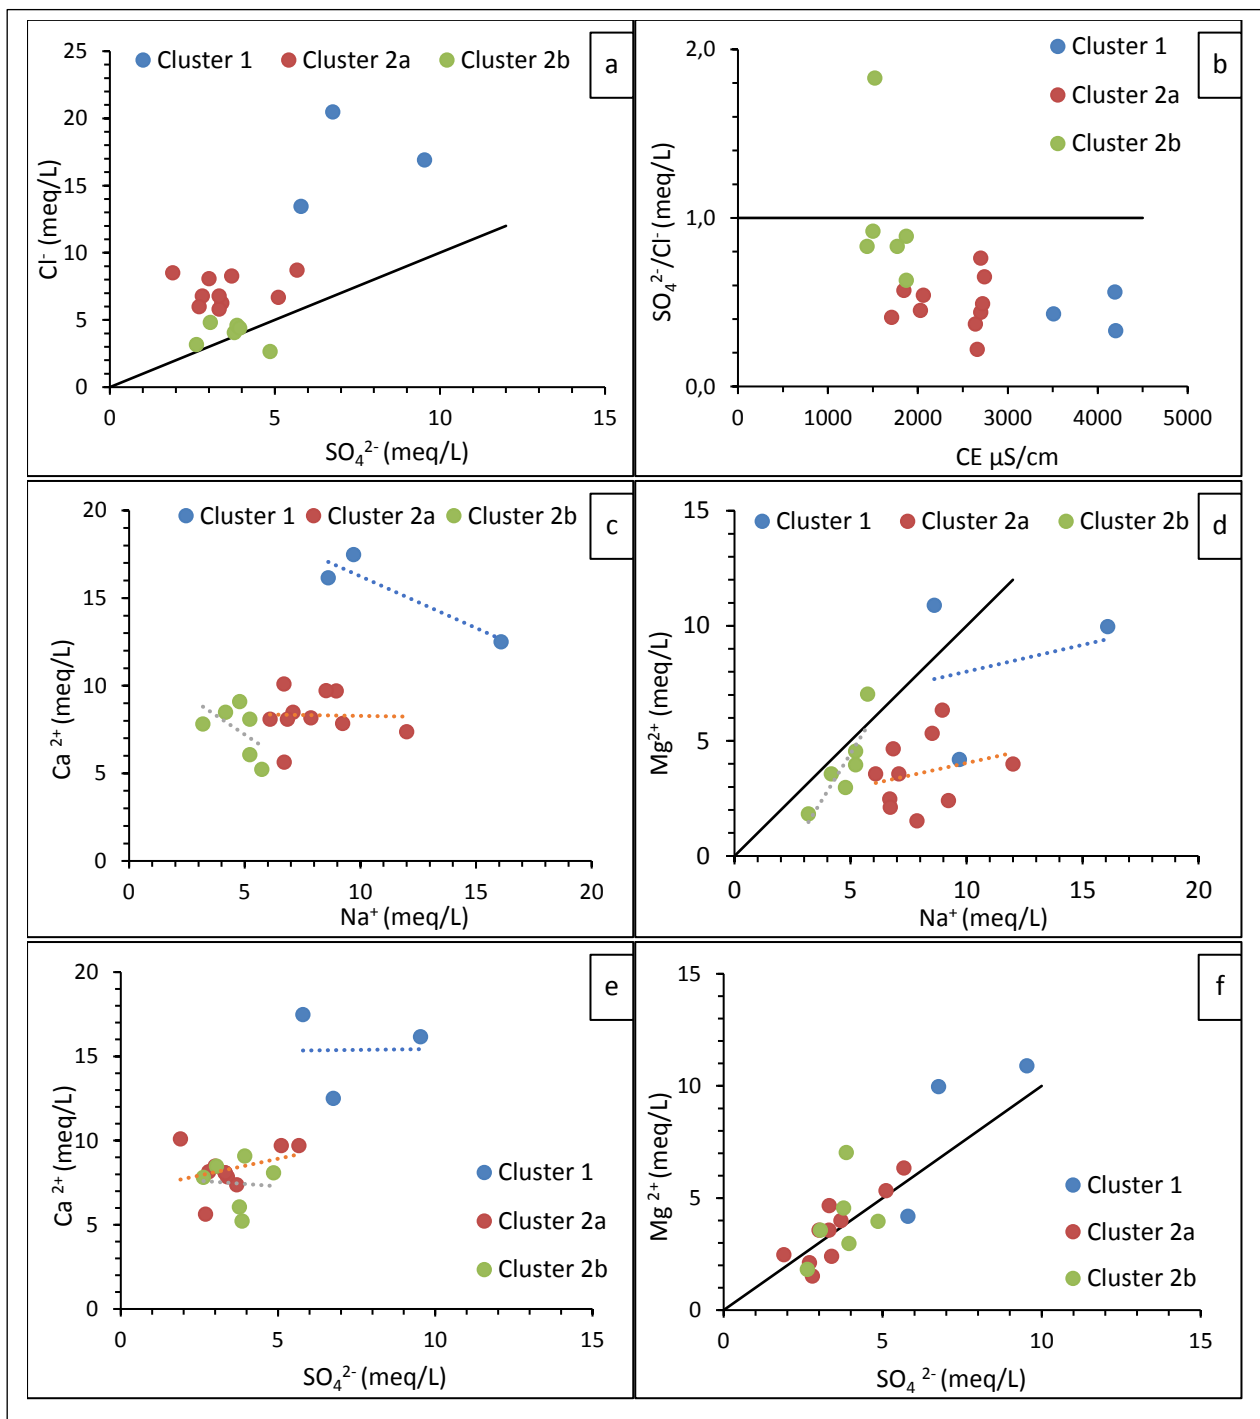 a
Cluster 1 Cluster 2a Cluster 2b
25
20
15
10
5
0
Cl⁻ (meq/L)
0 5 10 15
SO₄²⁻ (meq/L)
b
Cluster 1
Cluster 2a
Cluster 2b
2,0
1,0
0,0
SO₄²⁻/Cl⁻ (meq/L)
0 1000 2000 3000 4000 5000
CE µS/cm
c
Cluster 1 Cluster 2a Cluster 2b
20
15
10
5
0
Ca ²⁺ (meq/L)
0 5 10 15 20
Na⁺ (meq/L)
d
Cluster 1 Cluster 2a Cluster 2b
15
10
5
0
Mg²⁺ (meq/L)
0 5 10 15 20
Na⁺ (meq/L)
e
20
15
10
5
0
Ca ²⁺ (meq/L)
Cluster 1
Cluster 2a
Cluster 2b
0 5 10 15
SO₄²⁻ (meq/L)
f
15
10
5
0
Mg ²⁺ (meq/L)
Cluster 1
Cluster 2a
Cluster 2b
0 5 10 15
SO₄ ²⁻ (meq/L)